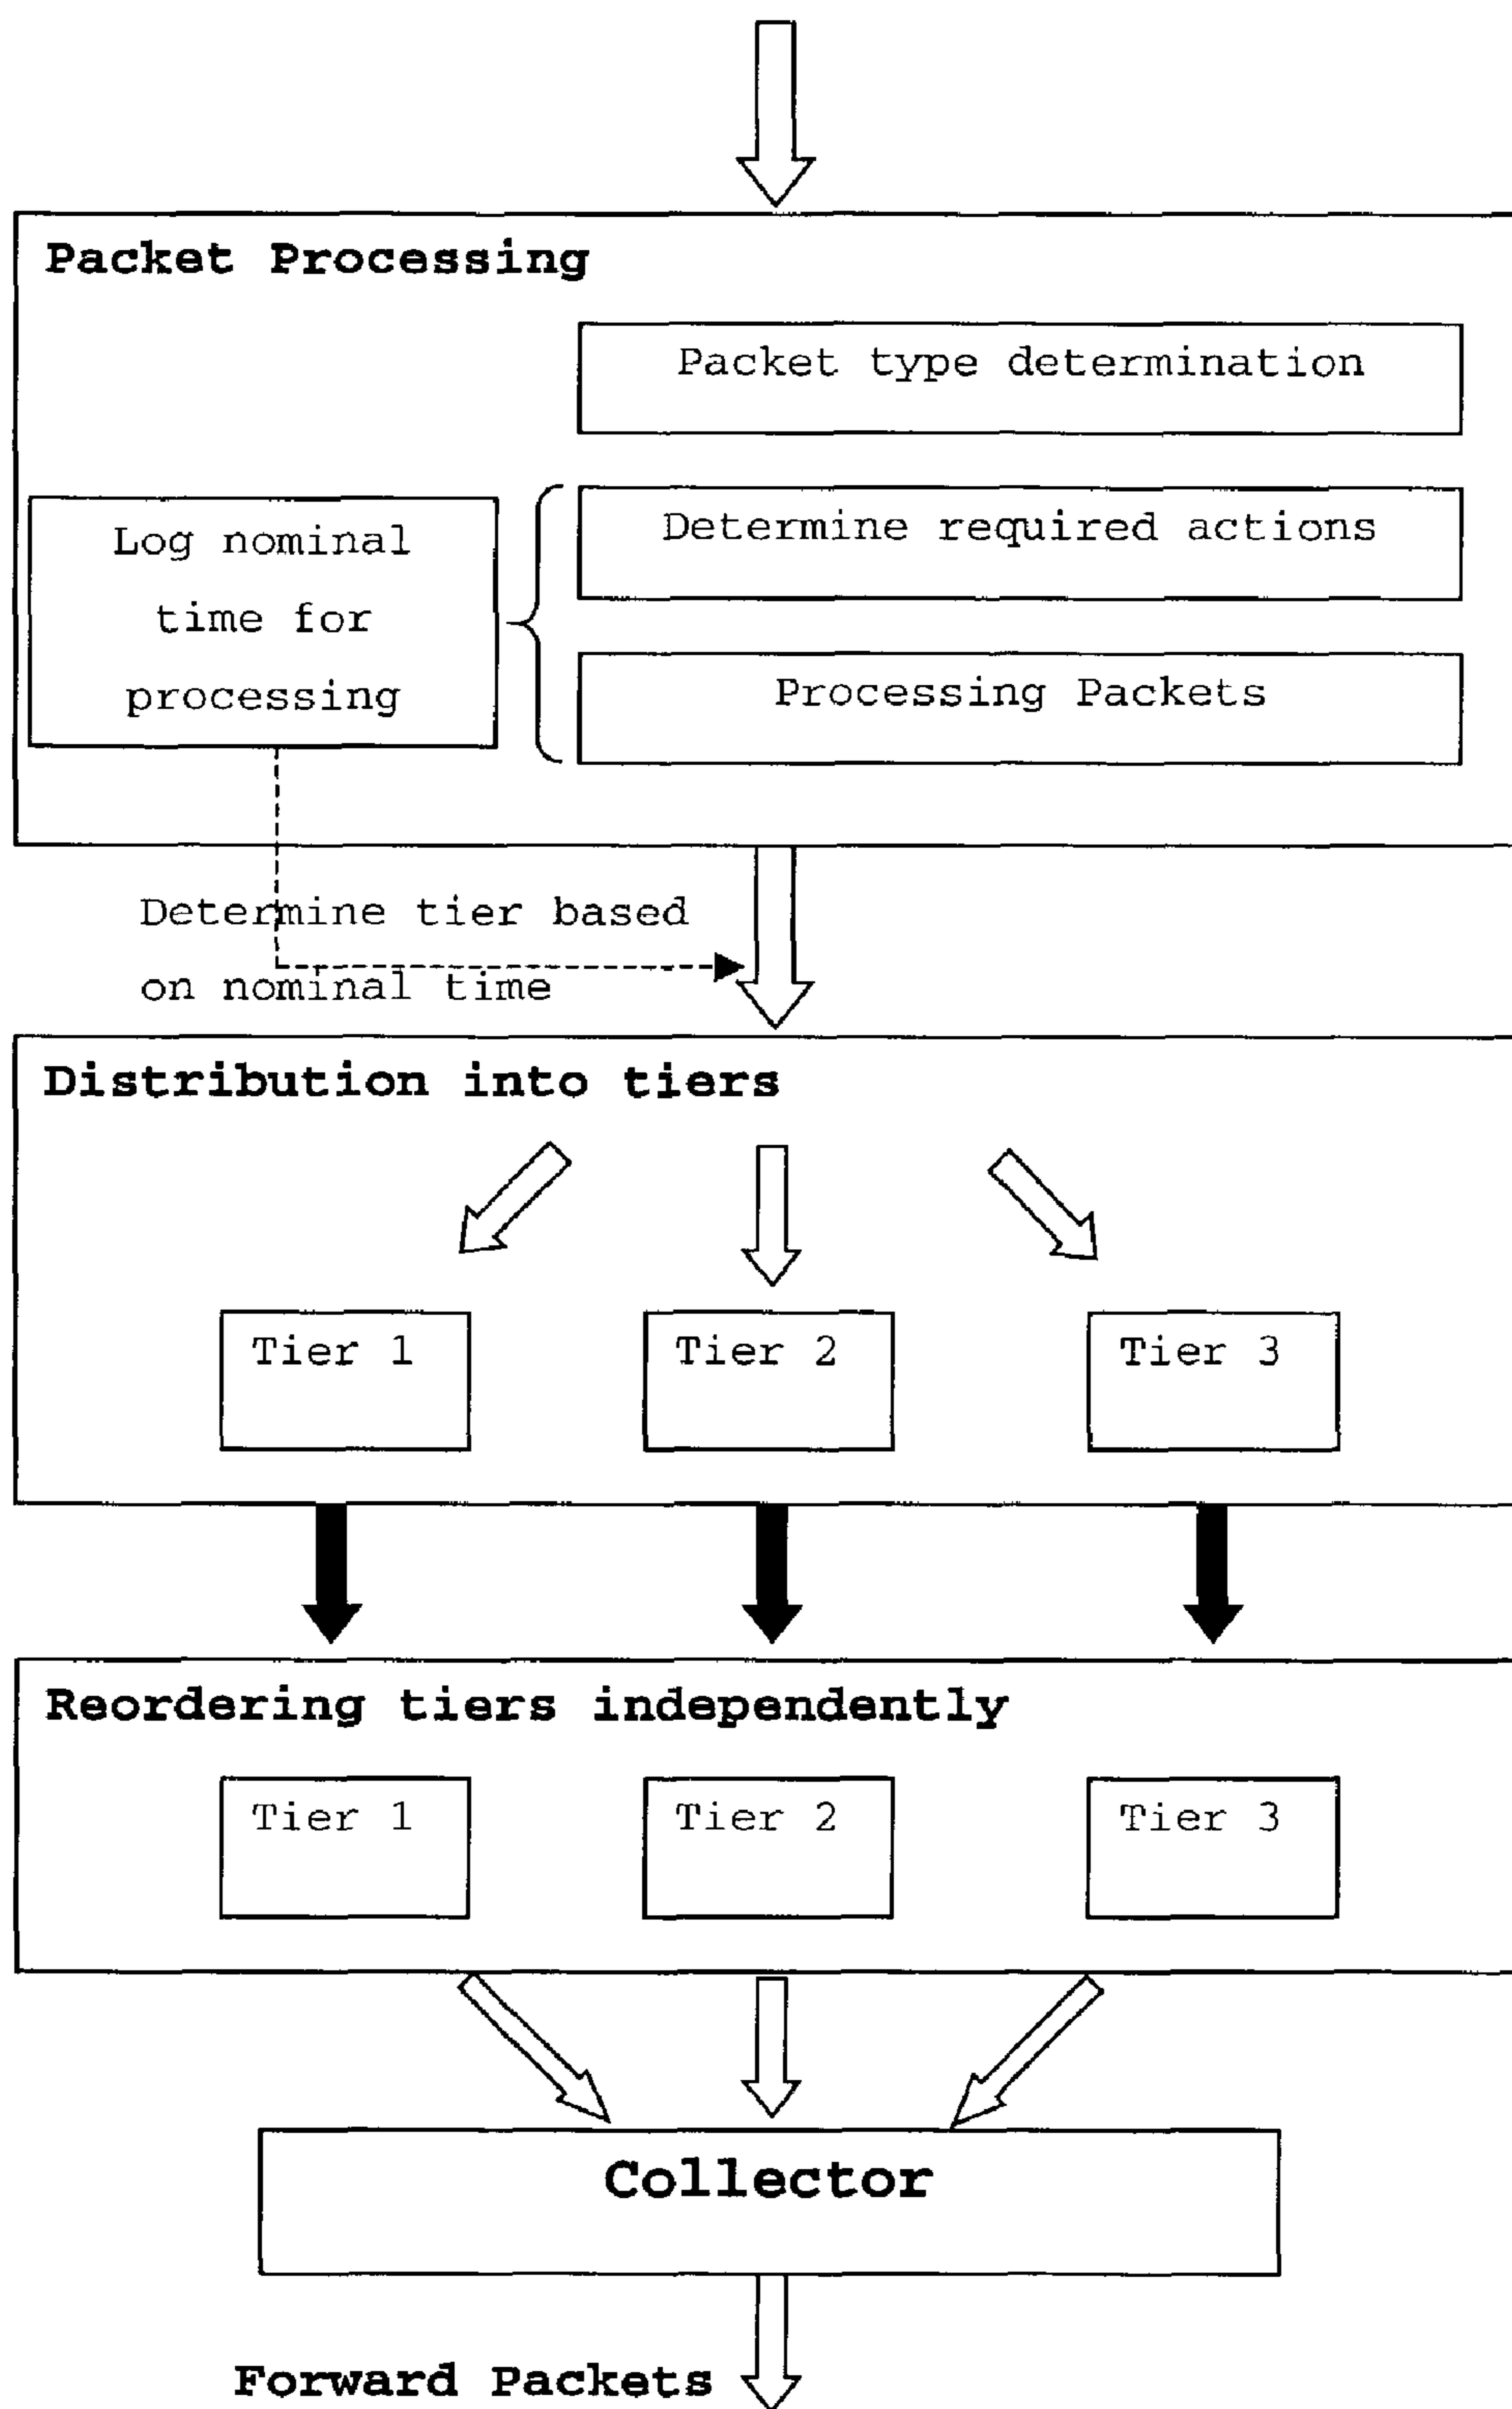 Packet Processing
Packet type determination
Log nominal
time for
processing
Determine required actions
Processing Packets
Determine tier based
on nominal time
Distribution into tiers
Tier 1
Tier 2
Tier 3
Reordering tiers independently
Tier 1
Tier 2
Tier 3
Collector
Forward Packets